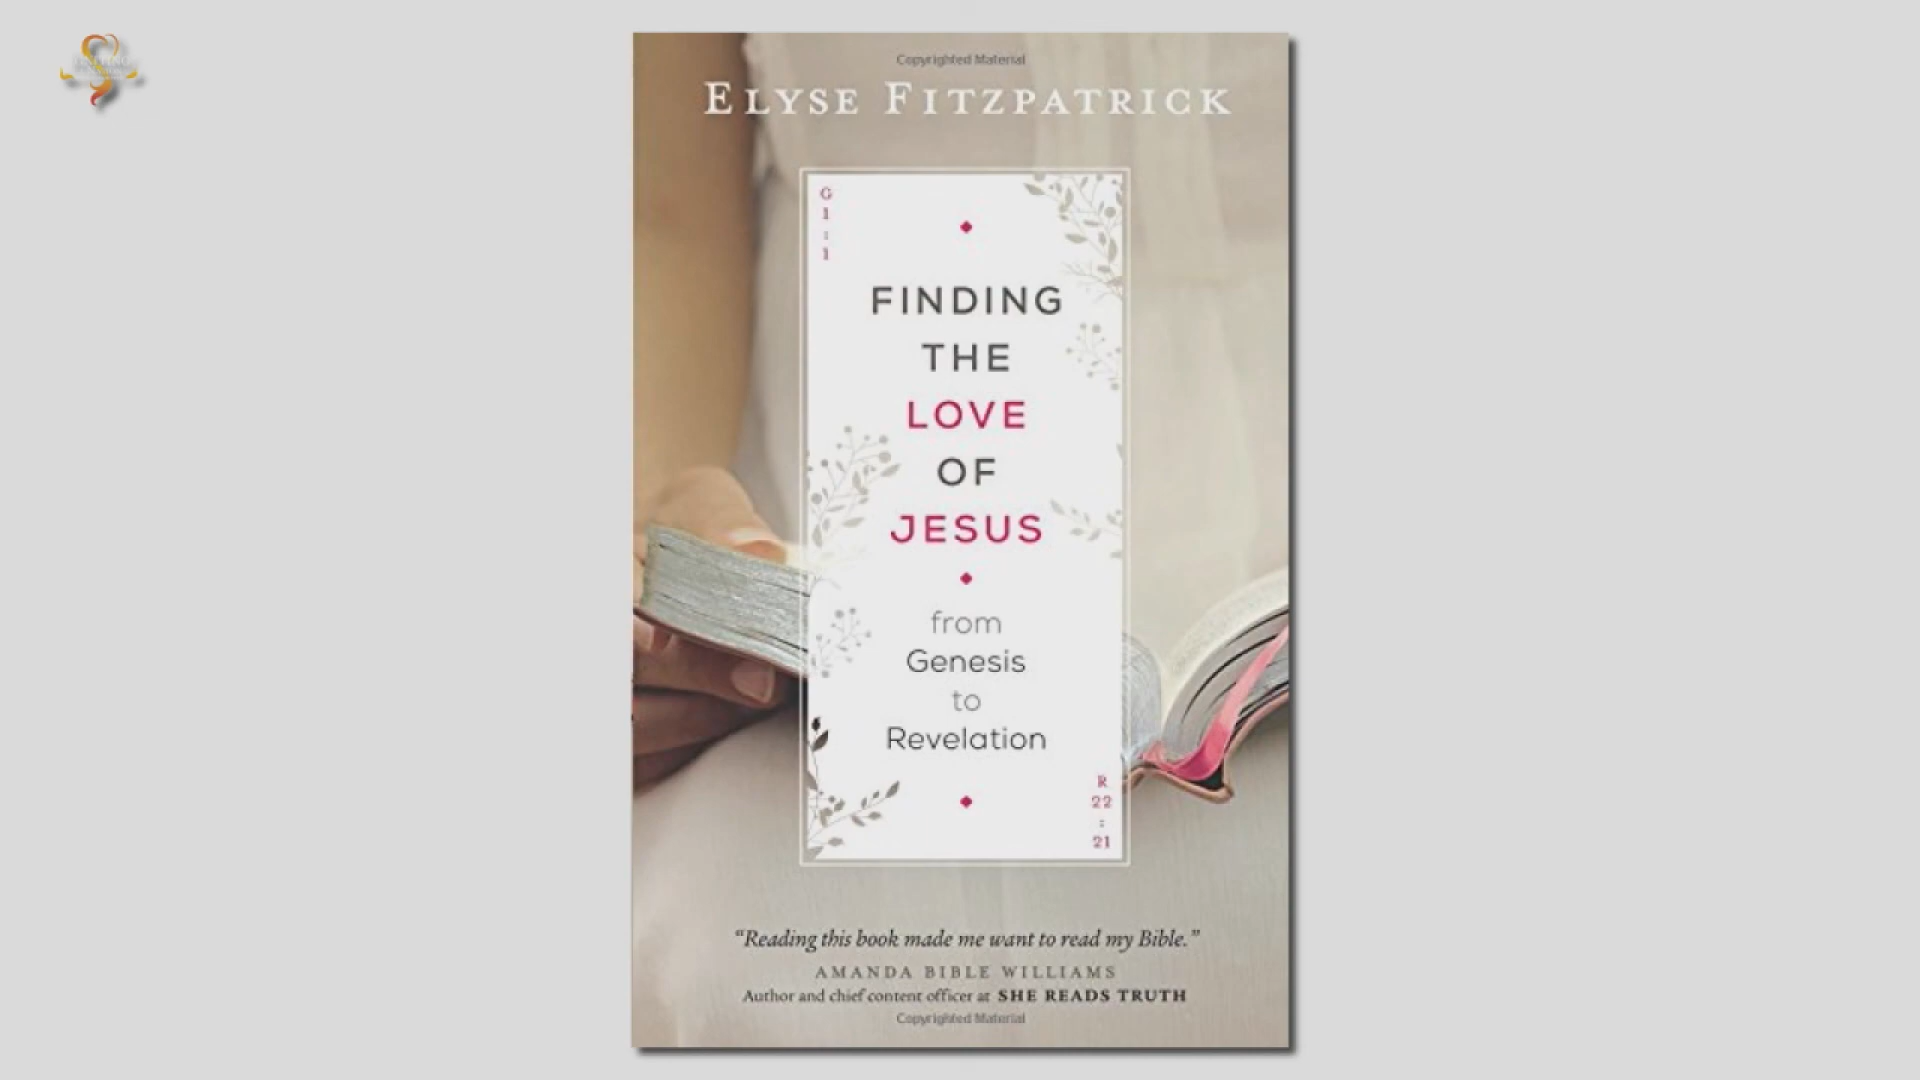 Copyrighted Material
ELYSE FITZPATRICK
G
1
:
1
FINDING
THE
LOVE
OF
JESUS
from
Genesis
to
Revelation
R
22
:
21
“Reading this book made me want to read my Bible.”
AMANDA BIBLE WILLIAMS
Author and chief content officer at SHE READS TRUTH
Copyrighted Material